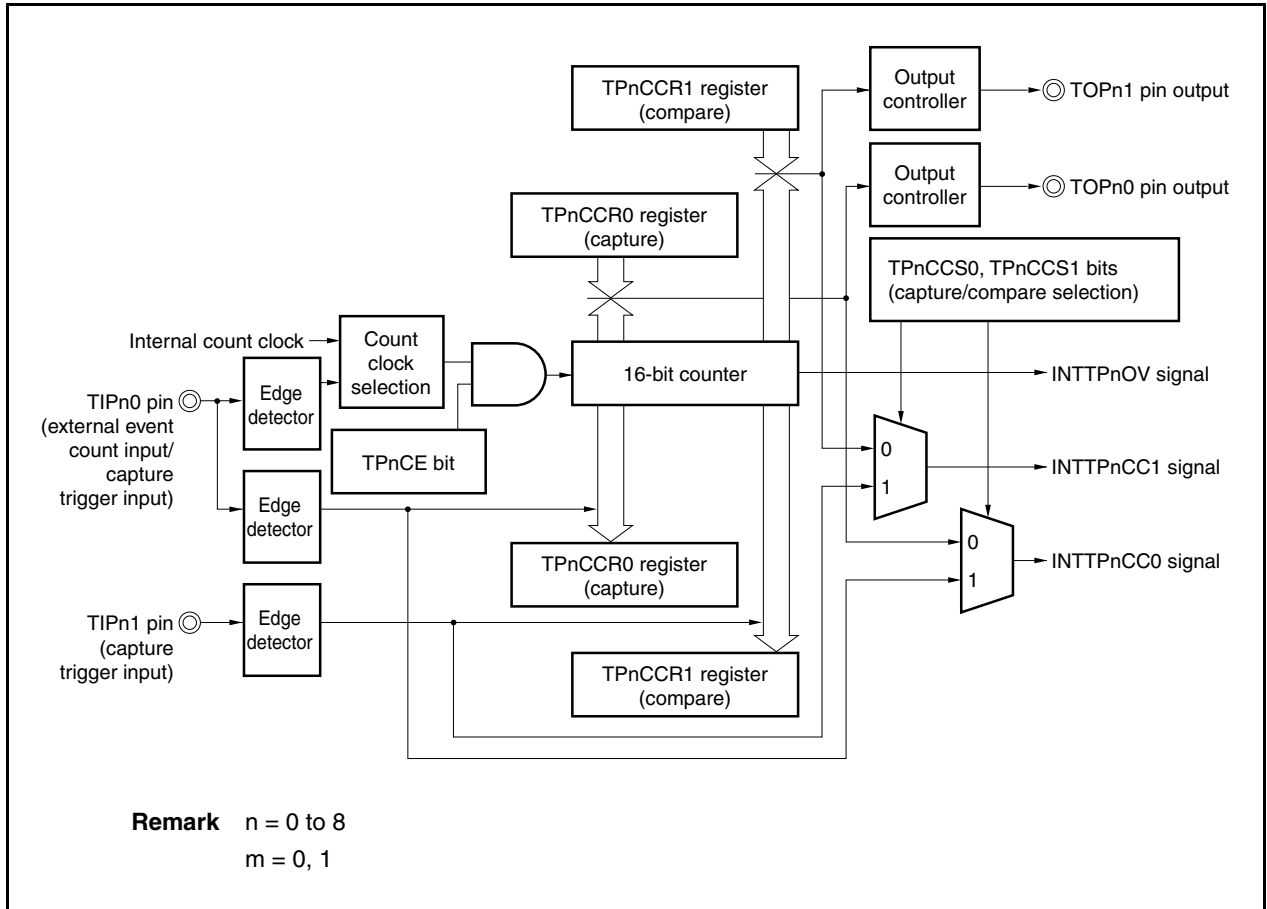 TPnCCR1 register
(compare)
Output
controller
TOPn1 pin output
Output
controller
TOPn0 pin output
TPnCCR0 register
(capture)
TPnCCS0, TPnCCS1 bits
(capture/compare selection)
Internal count clock
Count
clock
selection
16-bit counter
INTTPnOV signal
TIPn0 pin
(external event
count input/
capture
trigger input)
Edge
detector
TPnCE bit
0
1
INTTPnCC1 signal
Edge
detector
TPnCCR0 register
(capture)
0
1
INTTPnCC0 signal
TIPn1 pin
(capture
trigger input)
Edge
detector
TPnCCR1 register
(compare)
Remark n = 0 to 8
m = 0, 1